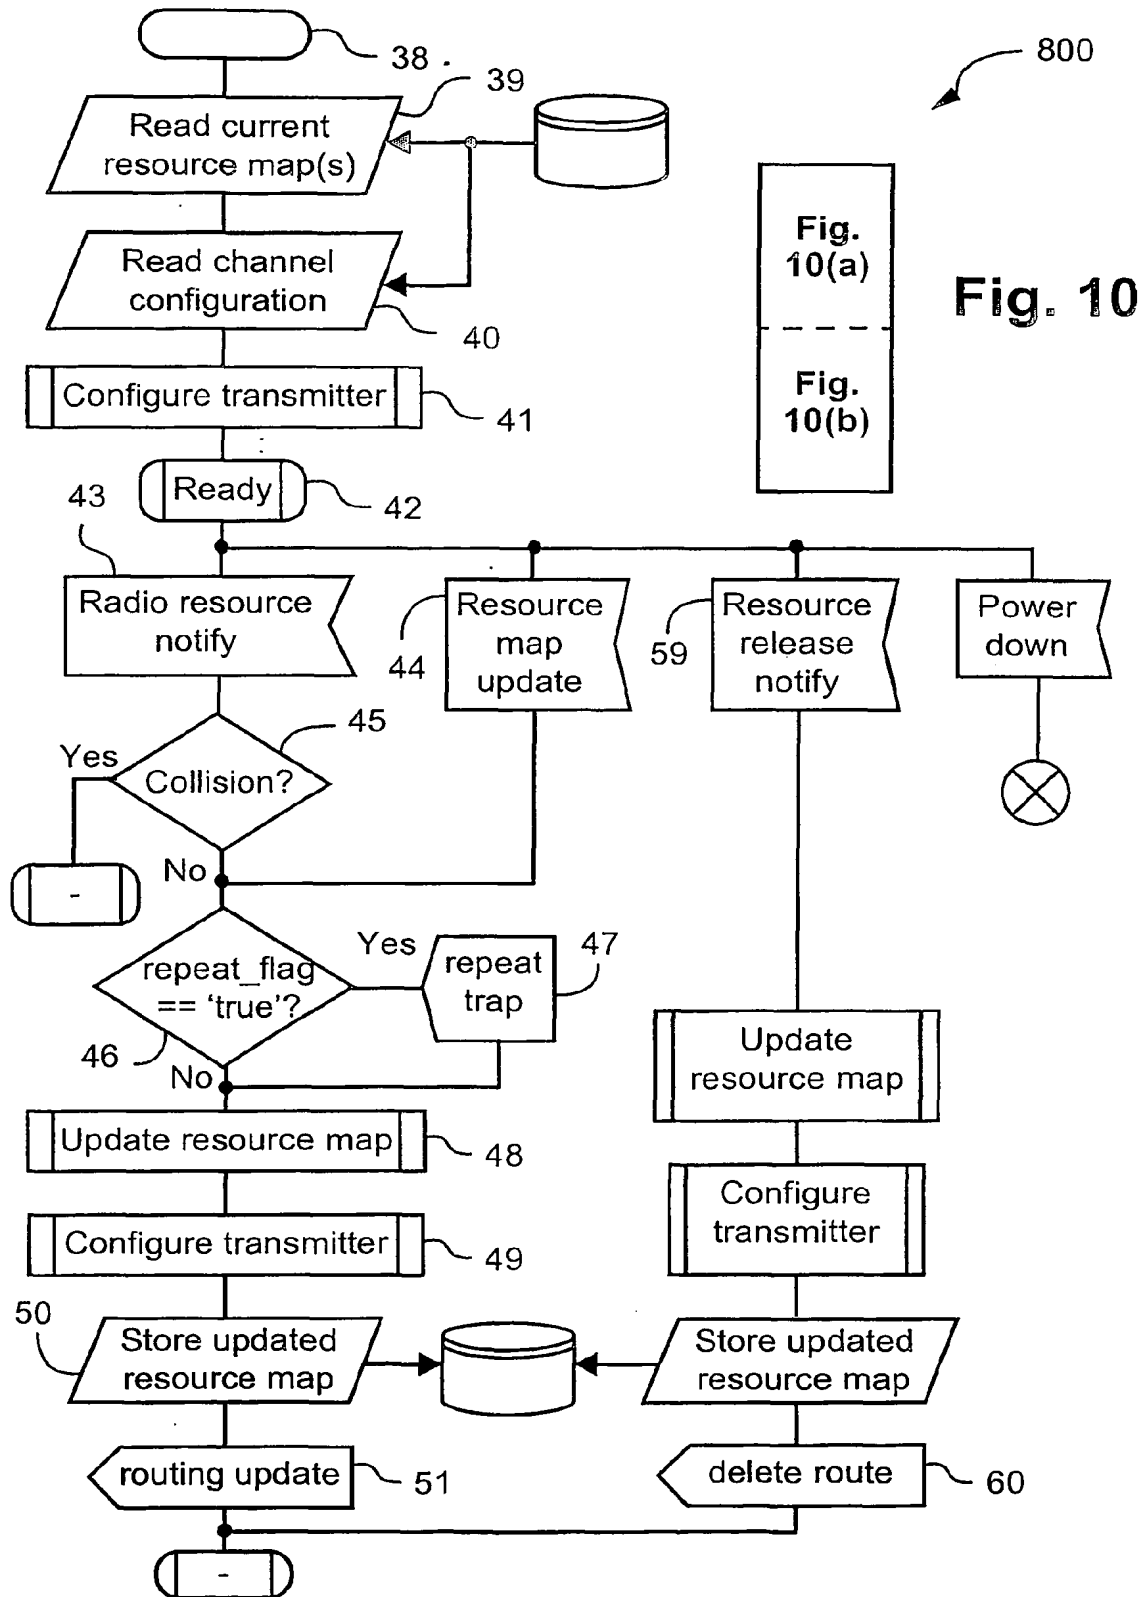 38
800
39
Read current
resource map(s)
Fig.
10(a)
Read channel
configuration
Fig. 10
40
Fig.
10(b)
Configure transmitter
41
Ready
42
43
Radio resource
notify
Resource
map
update
44
Resource
release
notify
59
Power
down
45
Yes
Collision?
No
-
Yes
47
repeat_flag
== 'true'?
repeat
trap
46
No
Update
resource map
Update resource map
48
Configure
transmitter
Configure transmitter
49
50
Store updated
resource map
Store updated
resource map
routing update
51
delete route
60
-